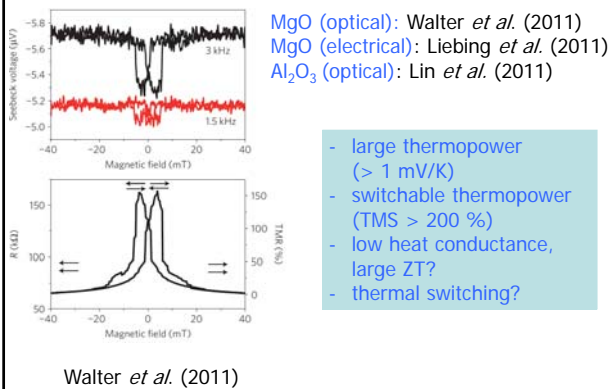 MgO (optical): Walter et al. (2011)
MgO (electrical): Liebing et al. (2011)
Al2O3 (optical): Lin et al. (2011)
Seebeck voltage (µV)
−5.8
−5.6
−5.4
−5.2
−5.0
3 kHz
1.5 kHz
−40 −20 0 20 40
Magnetic field (mT)
- large thermopower
(> 1 mV/K)
- switchable thermopower
(TMS > 200 %)
- low heat conductance,
large ZT?
- thermal switching?
R (kΩ)
150
100
50
TMR (%)
150
100
50
0
−40 −20 0 20 40
Magnetic field (mT)
Walter et al. (2011)